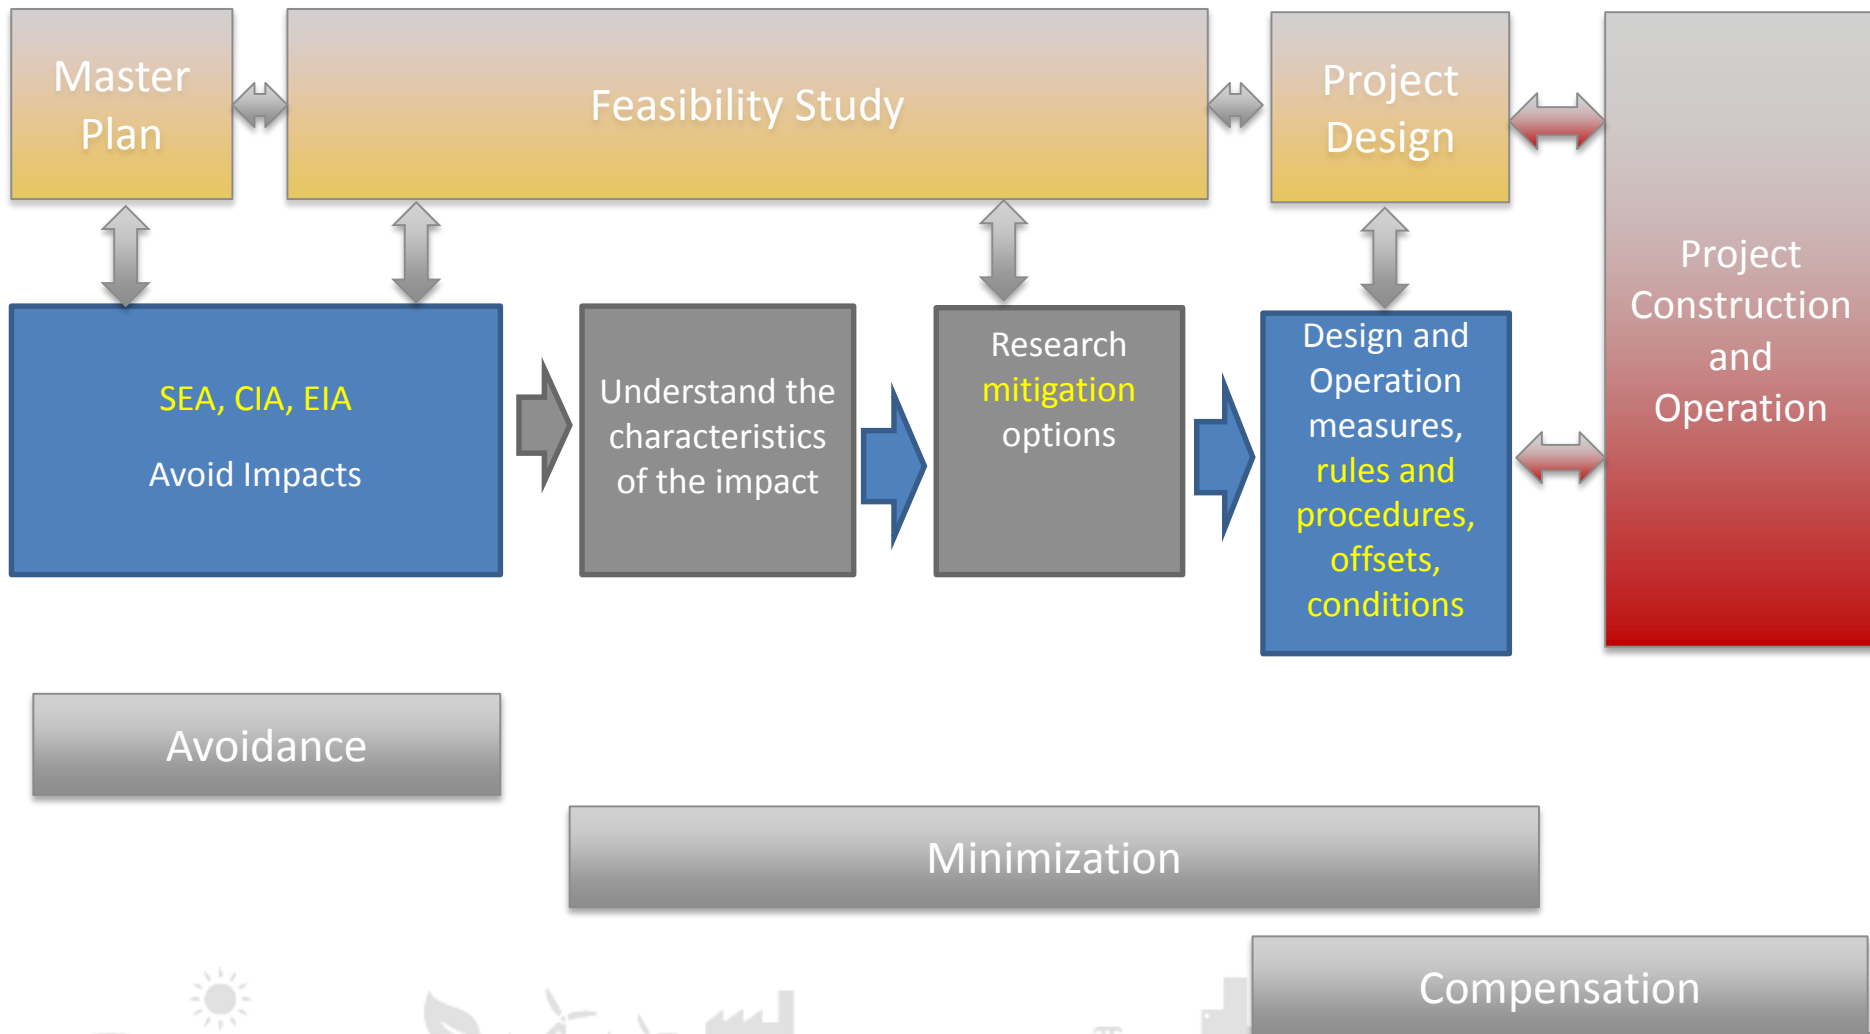 Master
Plan
Feasibility Study
Project
Design
Project
Construction
and
Operation
SEA, CIA, EIA
Avoid Impacts
Understand the
characteristics
of the impact
Research
mitigation
options
Design and
Operation
measures,
rules and
procedures,
offsets,
conditions
Avoidance
Minimization
Compensation